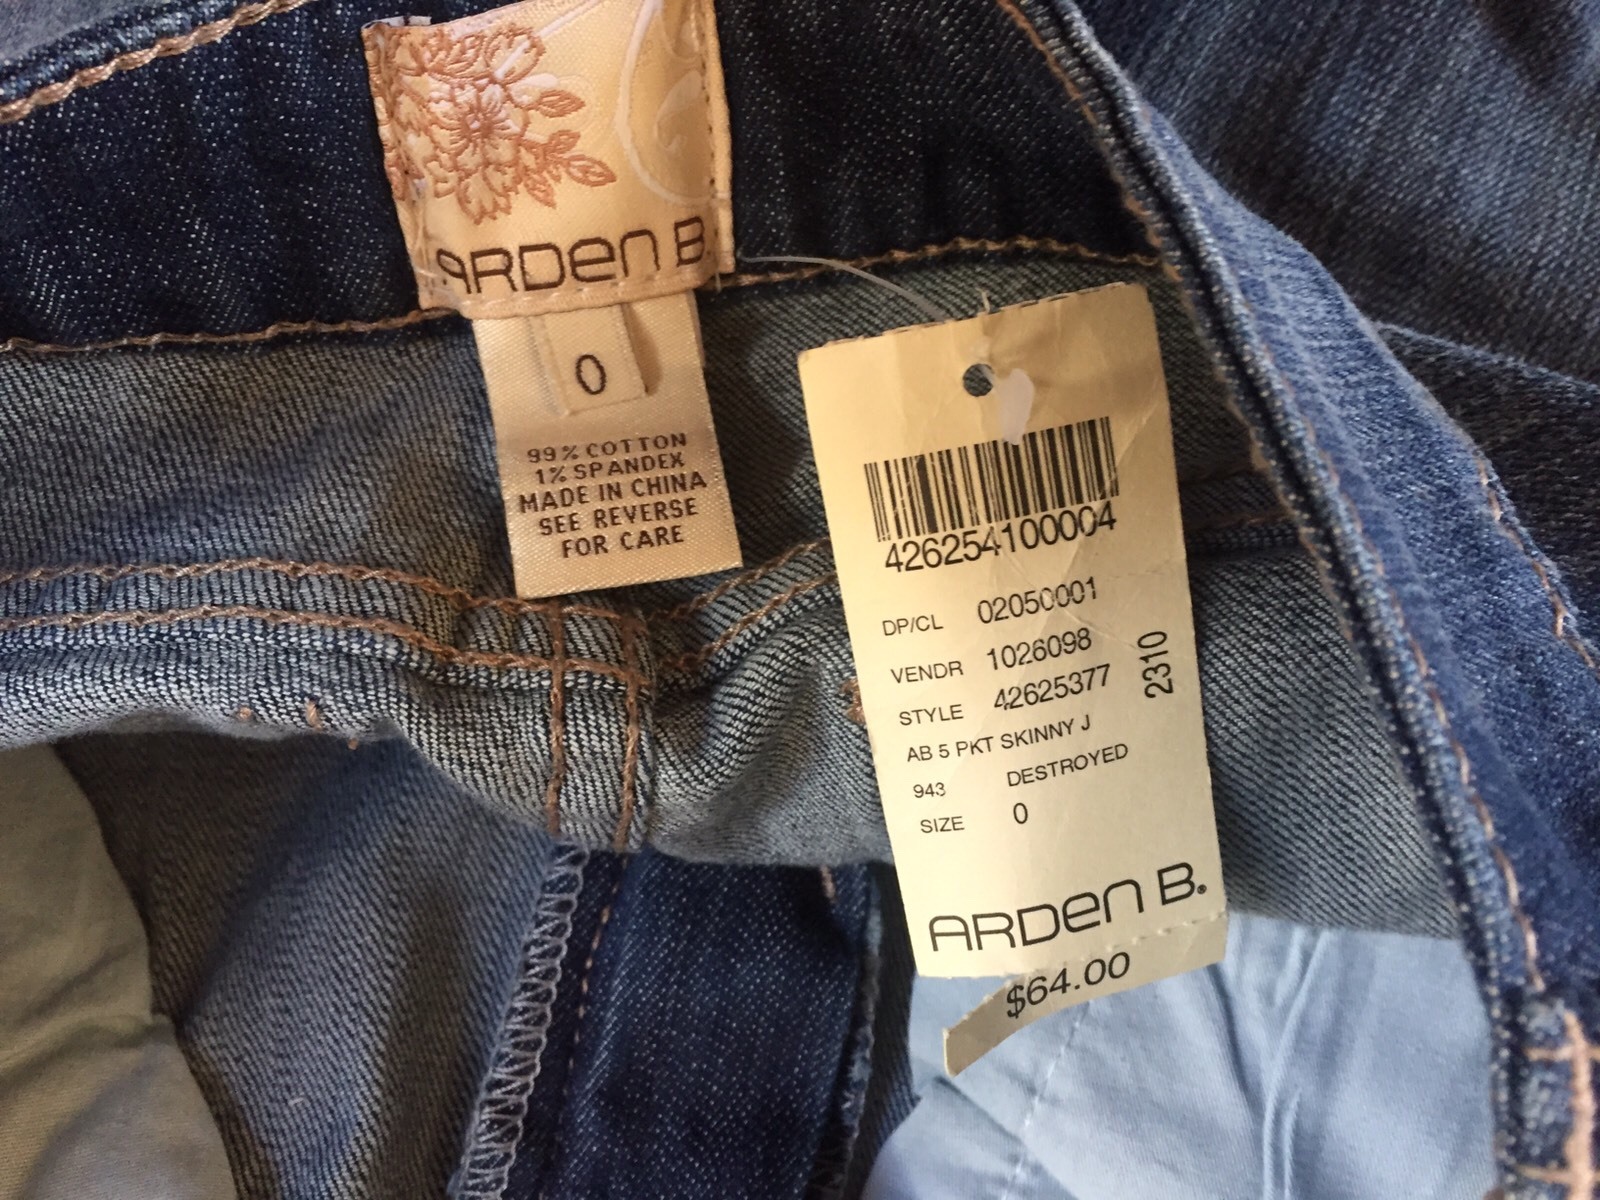 ARDEN B.
0
99% COTTON
1% SPANDEX
MADE IN CHINA
SEE REVERSE
FOR CARE
426254100004
DP/CL 02050001
VENDR 1026098
STYLE 42625377
2310
AB 5 PKT SKINNY J
943 DESTROYED
SIZE 0
ARDEN B.
$64.00